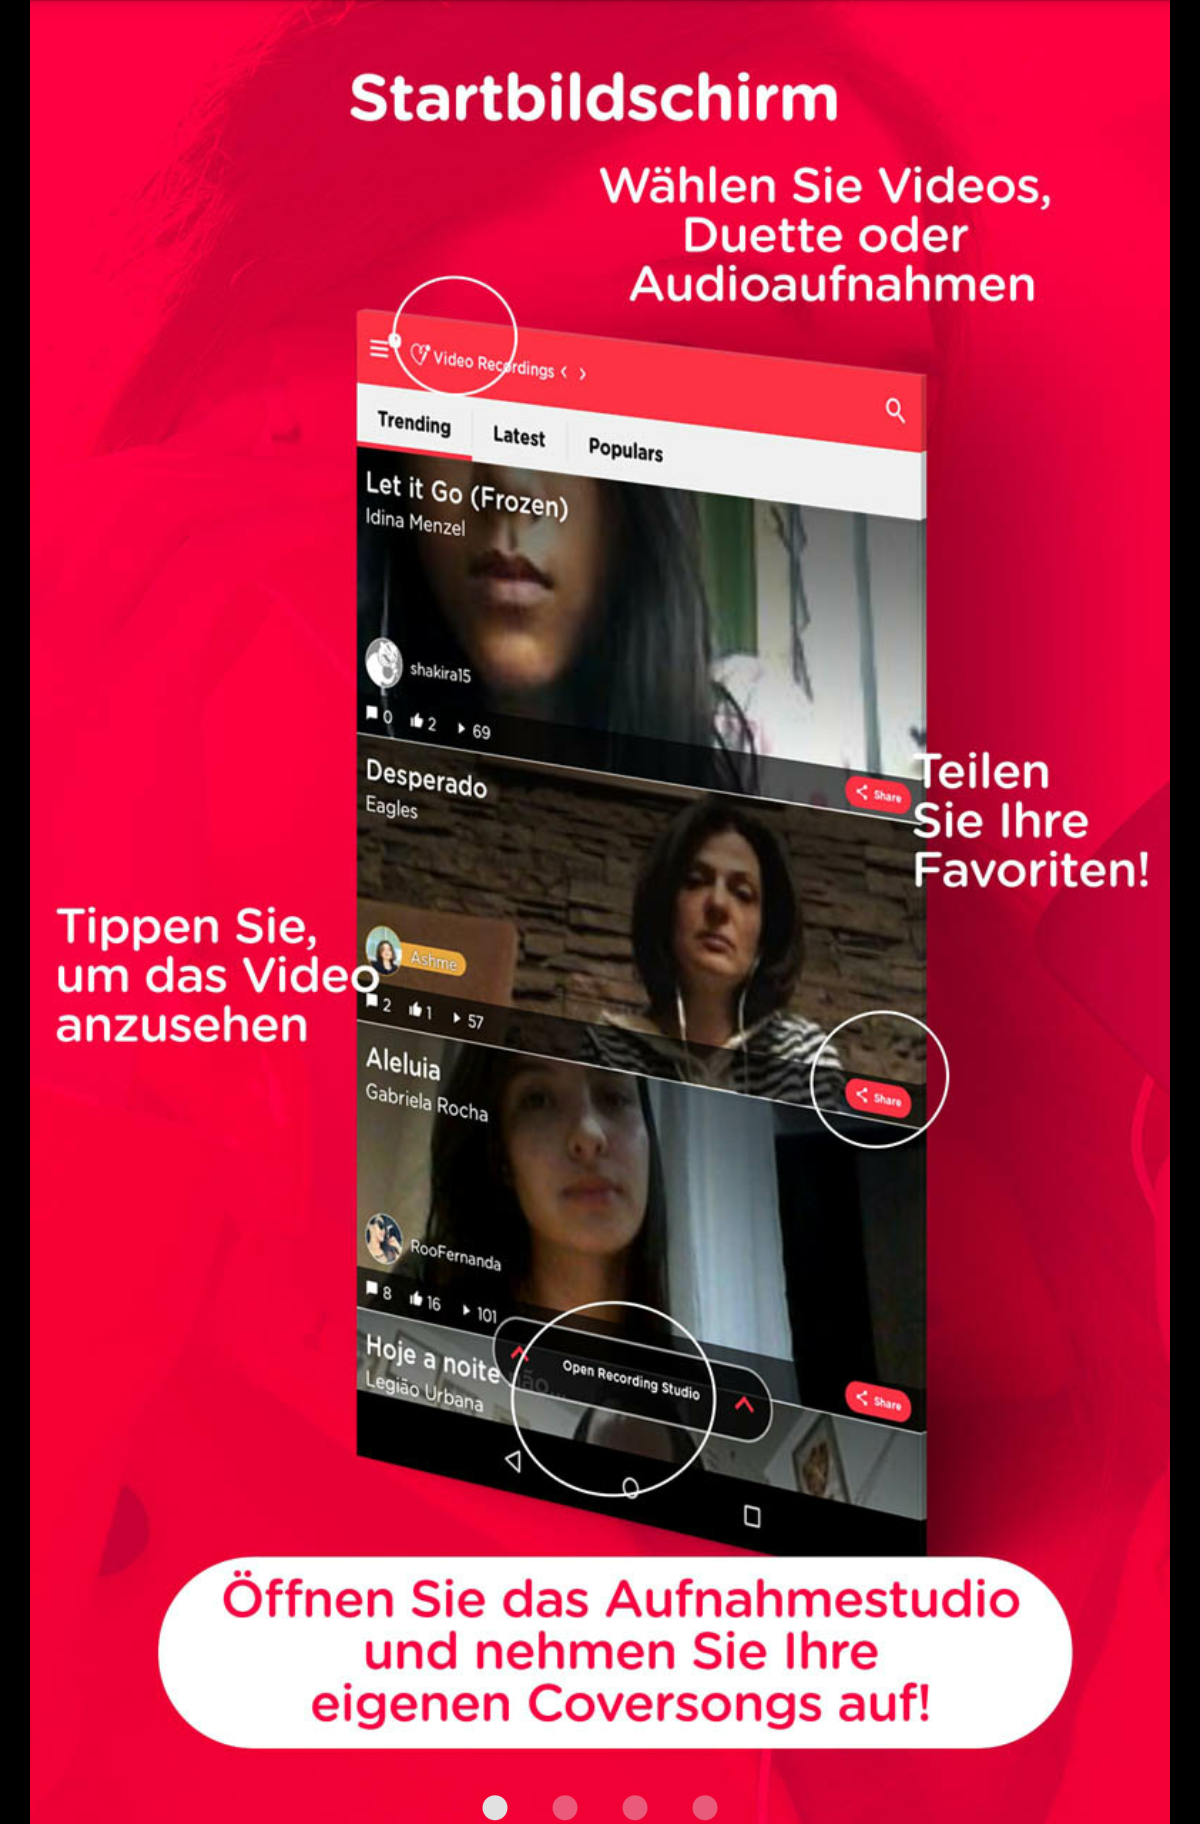 Startbildschirm
Wählen Sie Videos,
Duette oder
Audioaufnahmen
Video Recordings < >
Trending Latest Populars
Let it Go (Frozen)
Idina Menzel
shakira15
0 2 69
Share
Teilen
Sie Ihre
Favoriten!
Desperado
Eagles
Tippen Sie,
um das Video
anzusehen
Ashme
2 1 57
Share
Aleluia
Gabriela Rocha
RooFernanda
8 16 101
Share
Hoje a noite não...
Legião Urbana
Open Recording Studio
Öffnen Sie das Aufnahmestudio
und nehmen Sie Ihre
eigenen Coversongs auf!